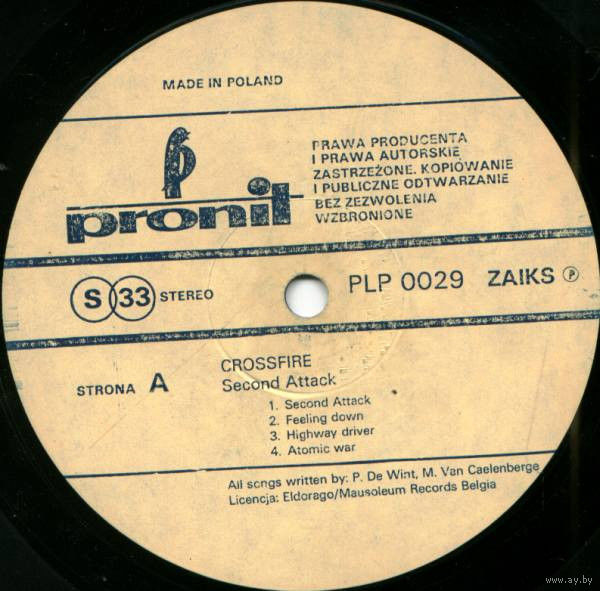 MADE IN POLAND
pronit
PRAWA PRODUCENTA
I PRAWA AUTORSKIE
ZASTRZEŻONE. KOPIOWANIE
I PUBLICZNE ODTWARZANIE
BEZ ZEZWOLENIA
WZBRONIONE
S 33 STEREO
PLP 0029 ZAIKS Ⓟ
STRONA A
CROSSFIRE
Second Attack
1. Second Attack
2. Feeling down
3. Highway driver
4. Atomic war
All songs written by: P. De Wint, M. Van Caelenberge
Licencja: Eldorago/Mausoleum Records Belgia
www.ay.by